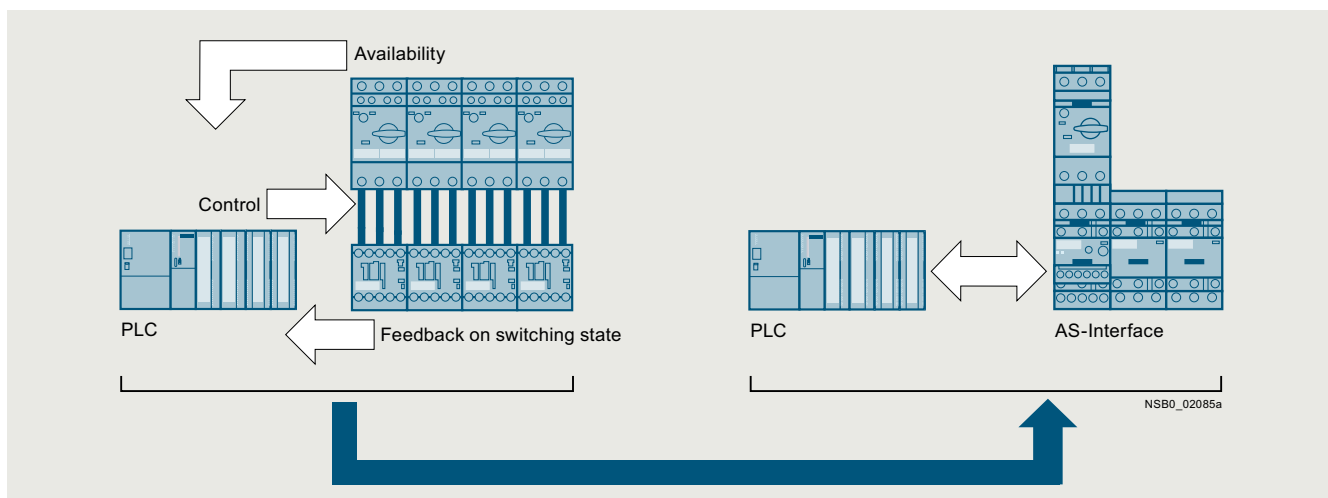 Availability
Control
PLC
Feedback on switching state
PLC
AS-Interface
NSB0_02085a